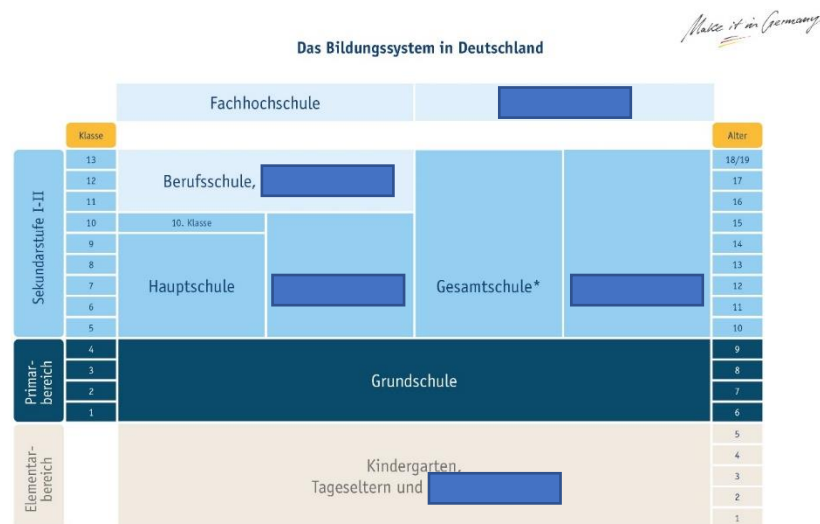 Make it in Germany
Das Bildungssystem in Deutschland
Fachhochschule
Klasse
Alter
Sekundarstufe I-II
13
12
11
10
9
8
7
6
5
Berufsschule,
10. Klasse
Hauptschule
Gesamtschule*
18/19
17
16
15
14
13
12
11
10
Primar-
bereich
4
3
2
1
Grundschule
9
8
7
6
Elementar-
bereich
Kindergarten,
Tageseltern und
5
4
3
2
1